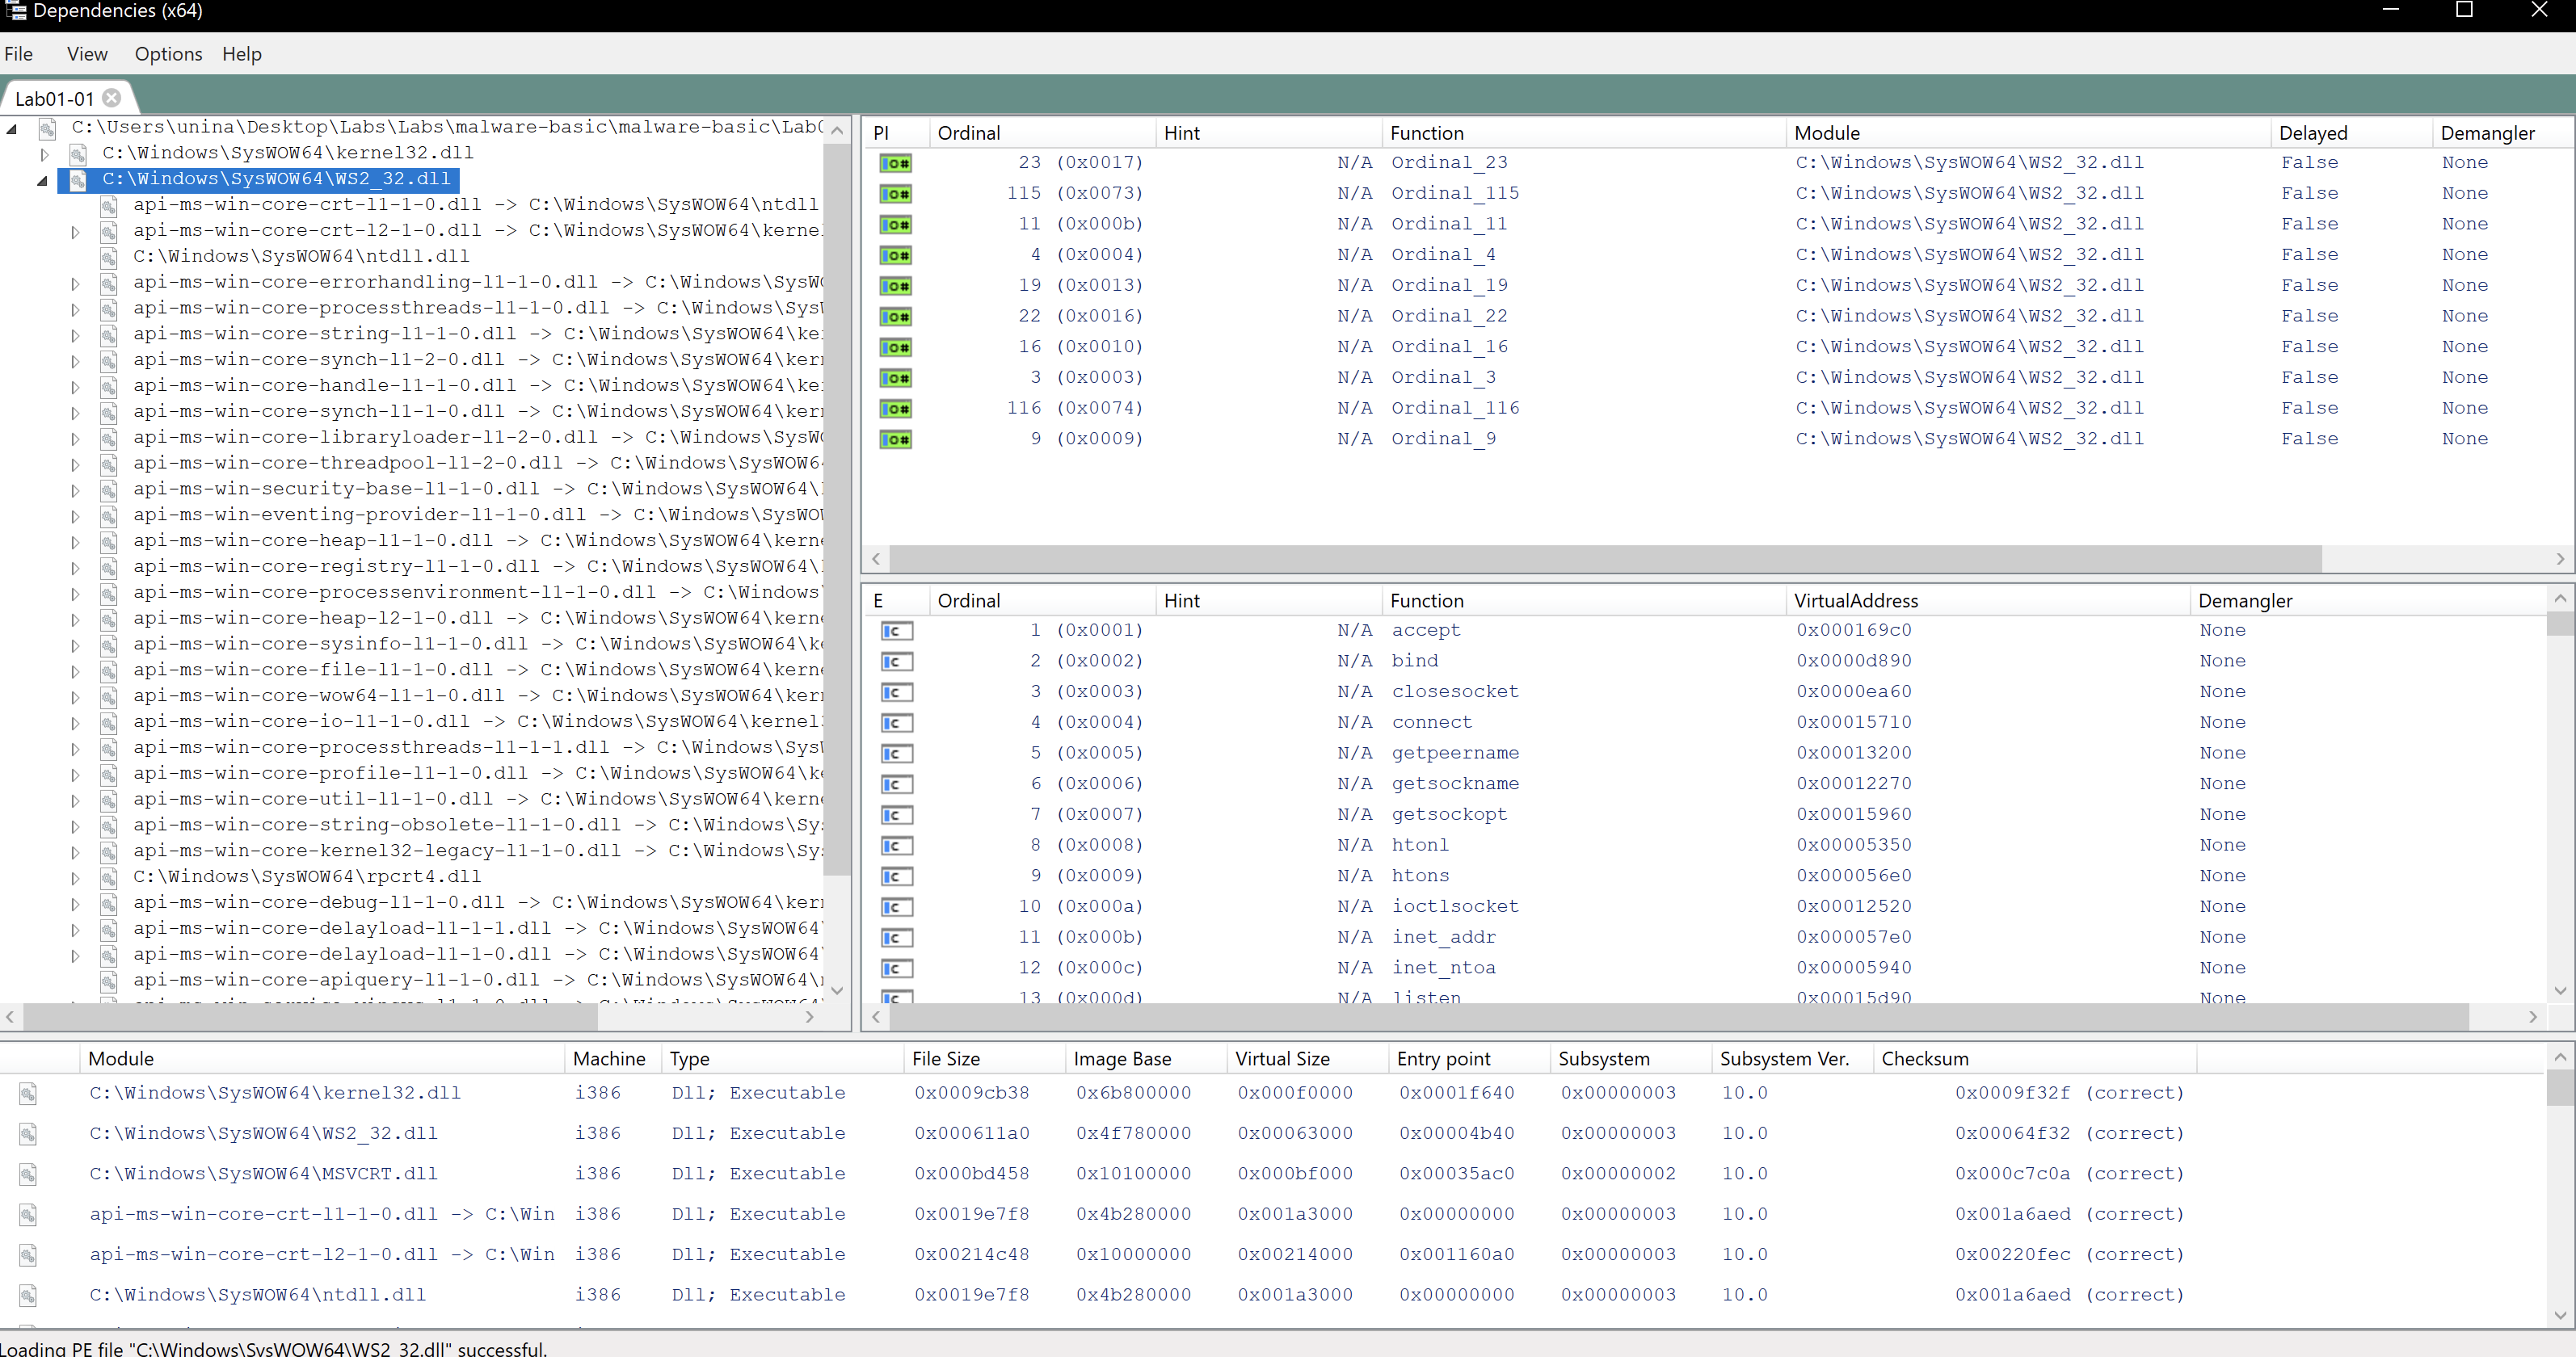 Dependencies (x64)
File View Options Help
Lab01-01
C:\Users\unina\Desktop\Labs\Labs\malware-basic\malware-basic\Lab0
C:\Windows\SysWOW64\kernel32.dll
C:\Windows\SysWOW64\WS2_32.dll
api-ms-win-core-crt-l1-1-0.dll -> C:\Windows\SysWOW64\ntdll
api-ms-win-core-crt-l2-1-0.dll -> C:\Windows\SysWOW64\kernel
C:\Windows\SysWOW64\ntdll.dll
api-ms-win-core-errorhandling-l1-1-0.dll -> C:\Windows\SysW
api-ms-win-core-processthreads-l1-1-0.dll -> C:\Windows\Sys
api-ms-win-core-string-l1-1-0.dll -> C:\Windows\SysWOW64\ke
api-ms-win-core-synch-l1-2-0.dll -> C:\Windows\SysWOW64\ker
api-ms-win-core-handle-l1-1-0.dll -> C:\Windows\SysWOW64\ke
api-ms-win-core-synch-l1-1-0.dll -> C:\Windows\SysWOW64\ker
api-ms-win-core-libraryloader-l1-2-0.dll -> C:\Windows\SysW
api-ms-win-core-threadpool-l1-2-0.dll -> C:\Windows\SysWOW6
api-ms-win-security-base-l1-1-0.dll -> C:\Windows\SysWOW64\
api-ms-win-eventing-provider-l1-1-0.dll -> C:\Windows\SysWO
api-ms-win-core-heap-l1-1-0.dll -> C:\Windows\SysWOW64\kerne
api-ms-win-core-registry-l1-1-0.dll -> C:\Windows\SysWOW64\
api-ms-win-core-processenvironment-l1-1-0.dll -> C:\Windows\
api-ms-win-core-heap-l2-1-0.dll -> C:\Windows\SysWOW64\kerne
api-ms-win-core-sysinfo-l1-1-0.dll -> C:\Windows\SysWOW64\k
api-ms-win-core-file-l1-1-0.dll -> C:\Windows\SysWOW64\kerne
api-ms-win-core-wow64-l1-1-0.dll -> C:\Windows\SysWOW64\ker
api-ms-win-core-io-l1-1-0.dll -> C:\Windows\SysWOW64\kernel
api-ms-win-core-processthreads-l1-1-1.dll -> C:\Windows\Sys
api-ms-win-core-profile-l1-1-0.dll -> C:\Windows\SysWOW64\k
api-ms-win-core-util-l1-1-0.dll -> C:\Windows\SysWOW64\kerne
api-ms-win-core-string-obsolete-l1-1-0.dll -> C:\Windows\Sy
api-ms-win-core-kernel32-legacy-l1-1-0.dll -> C:\Windows\Sy
C:\Windows\SysWOW64\rpcrt4.dll
api-ms-win-core-debug-l1-1-0.dll -> C:\Windows\SysWOW64\ker
api-ms-win-core-delayload-l1-1-1.dll -> C:\Windows\SysWOW64
api-ms-win-core-delayload-l1-1-0.dll -> C:\Windows\SysWOW64
api-ms-win-core-apiquery-l1-1-0.dll -> C:\Windows\SysWOW64\
PI Ordinal Hint Function Module Delayed Demangler
23 (0x0017) N/A Ordinal_23 C:\Windows\SysWOW64\WS2_32.dll False None
115 (0x0073) N/A Ordinal_115 C:\Windows\SysWOW64\WS2_32.dll False None
11 (0x000b) N/A Ordinal_11 C:\Windows\SysWOW64\WS2_32.dll False None
4 (0x0004) N/A Ordinal_4 C:\Windows\SysWOW64\WS2_32.dll False None
19 (0x0013) N/A Ordinal_19 C:\Windows\SysWOW64\WS2_32.dll False None
22 (0x0016) N/A Ordinal_22 C:\Windows\SysWOW64\WS2_32.dll False None
16 (0x0010) N/A Ordinal_16 C:\Windows\SysWOW64\WS2_32.dll False None
3 (0x0003) N/A Ordinal_3 C:\Windows\SysWOW64\WS2_32.dll False None
116 (0x0074) N/A Ordinal_116 C:\Windows\SysWOW64\WS2_32.dll False None
9 (0x0009) N/A Ordinal_9 C:\Windows\SysWOW64\WS2_32.dll False None
E Ordinal Hint Function VirtualAddress Demangler
1 (0x0001) N/A accept 0x000169c0 None
2 (0x0002) N/A bind 0x0000d890 None
3 (0x0003) N/A closesocket 0x0000ea60 None
4 (0x0004) N/A connect 0x00015710 None
5 (0x0005) N/A getpeername 0x00013200 None
6 (0x0006) N/A getsockname 0x00012270 None
7 (0x0007) N/A getsockopt 0x00015960 None
8 (0x0008) N/A htonl 0x00005350 None
9 (0x0009) N/A htons 0x000056e0 None
10 (0x000a) N/A ioctlsocket 0x00012520 None
11 (0x000b) N/A inet_addr 0x000057e0 None
12 (0x000c) N/A inet_ntoa 0x00005940 None
13 (0x000d) N/A listen 0x00015d90 None
Module Machine Type File Size Image Base Virtual Size Entry point Subsystem Subsystem Ver. Checksum
C:\Windows\SysWOW64\kernel32.dll i386 Dll; Executable 0x0009cb38 0x6b800000 0x000f0000 0x0001f640 0x00000003 10.0 0x0009f32f (correct)
C:\Windows\SysWOW64\WS2_32.dll i386 Dll; Executable 0x000611a0 0x4f780000 0x00063000 0x00004b40 0x00000003 10.0 0x00064f32 (correct)
C:\Windows\SysWOW64\MSVCRT.dll i386 Dll; Executable 0x000bd458 0x10100000 0x000bf000 0x00035ac0 0x00000002 10.0 0x000c7c0a (correct)
api-ms-win-core-crt-l1-1-0.dll -> C:\Win i386 Dll; Executable 0x0019e7f8 0x4b280000 0x001a3000 0x00000000 0x00000003 10.0 0x001a6aed (correct)
api-ms-win-core-crt-l2-1-0.dll -> C:\Win i386 Dll; Executable 0x00214c48 0x10000000 0x00214000 0x001160a0 0x00000003 10.0 0x00220fec (correct)
C:\Windows\SysWOW64\ntdll.dll i386 Dll; Executable 0x0019e7f8 0x4b280000 0x001a3000 0x00000000 0x00000003 10.0 0x001a6aed (correct)
Loading PE file "C:\Windows\SysWOW64\WS2_32.dll" successful.